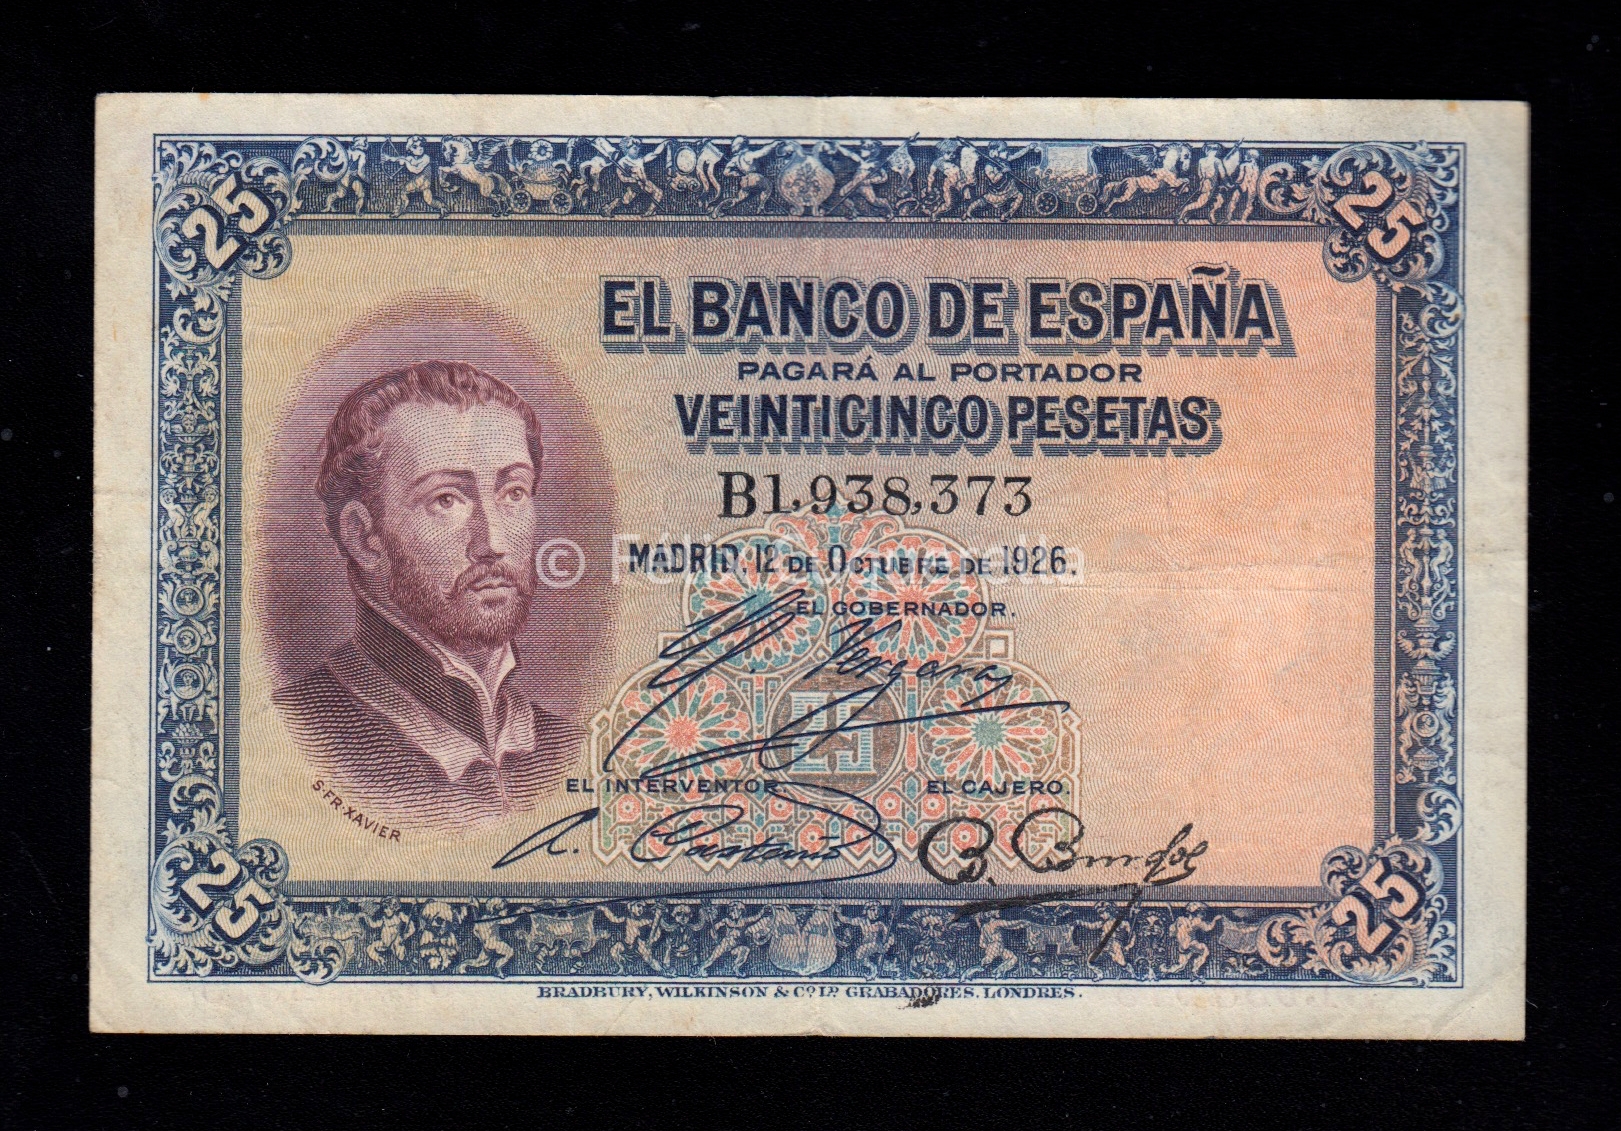 25
25
EL BANCO DE ESPAÑA
PAGARÁ AL PORTADOR
VEINTICINCO PESETAS
B1,938,373
MADRID, 12 DE OCTUBRE DE 1926.
EL GOBERNADOR.
25
EL INTERVENTOR.
EL CAJERO.
S. FR. XAVIER
25
25
BRADBURY, WILKINSON & Cº Lᴰ GRABADORES, LONDRES.
©